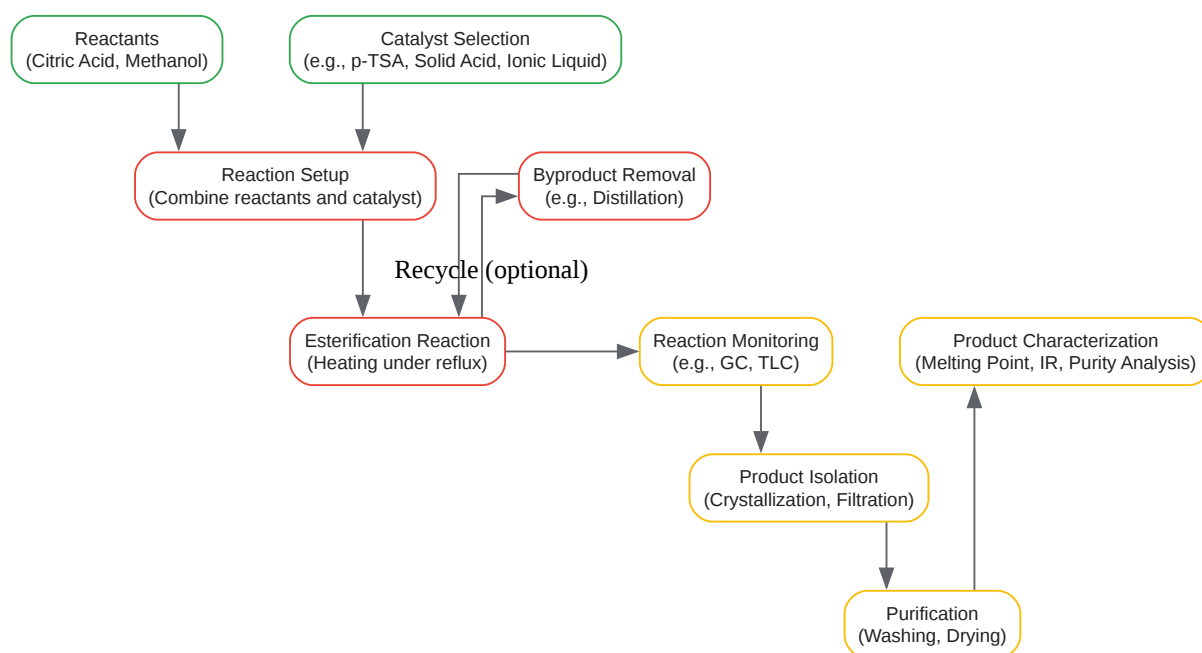 Reactants
(Citric Acid, Methanol)
Catalyst Selection
(e.g., p-TSA, Solid Acid, Ionic Liquid)
Reaction Setup
(Combine reactants and catalyst)
Byproduct Removal
(e.g., Distillation)
Recycle (optional)
Esterification Reaction
(Heating under reflux)
Reaction Monitoring
(e.g., GC, TLC)
Product Characterization
(Melting Point, IR, Purity Analysis)
Product Isolation
(Crystallization, Filtration)
Purification
(Washing, Drying)